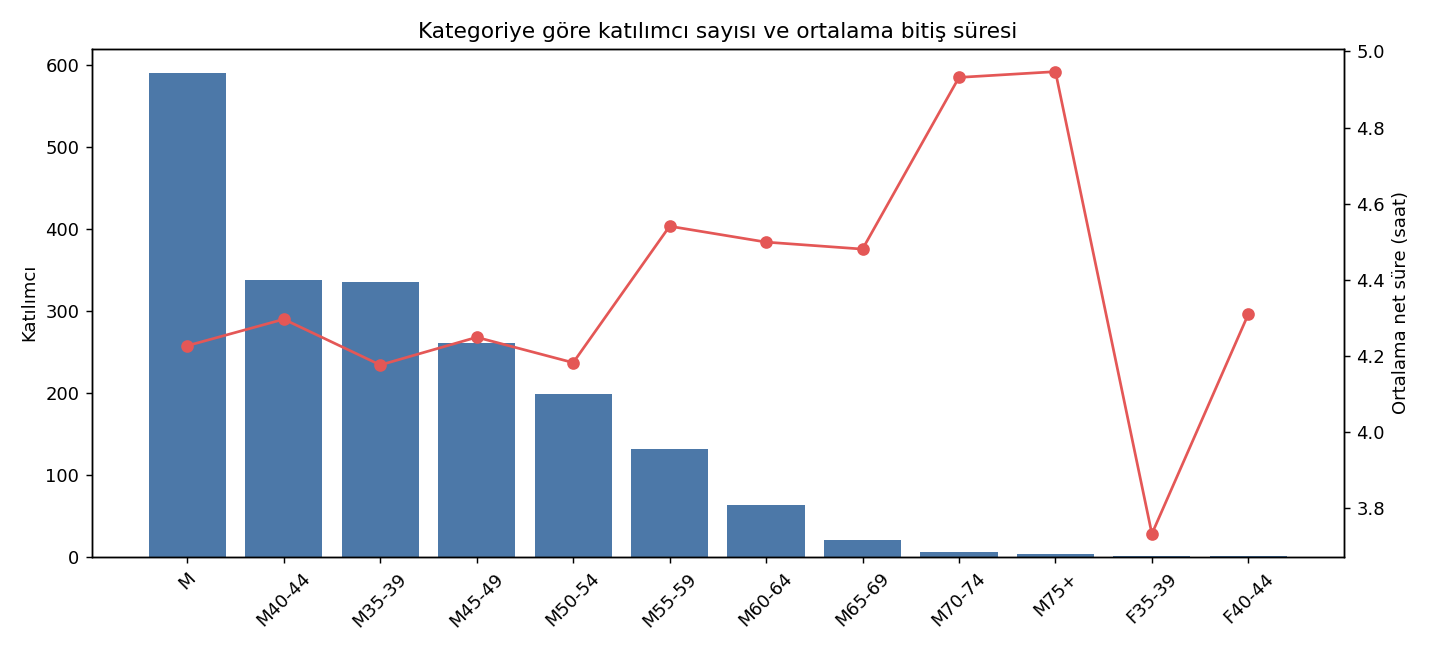 Kategoriye göre katılımcı sayısı ve ortalama bitiş süresi
600
500
400
300
200
100
0
Katılımcı
5.0
4.8
4.6
4.4
4.2
4.0
3.8
Ortalama net süre (saat)
M
M40-44
M35-39
M45-49
M50-54
M55-59
M60-64
M65-69
M70-74
M75+
F35-39
F40-44